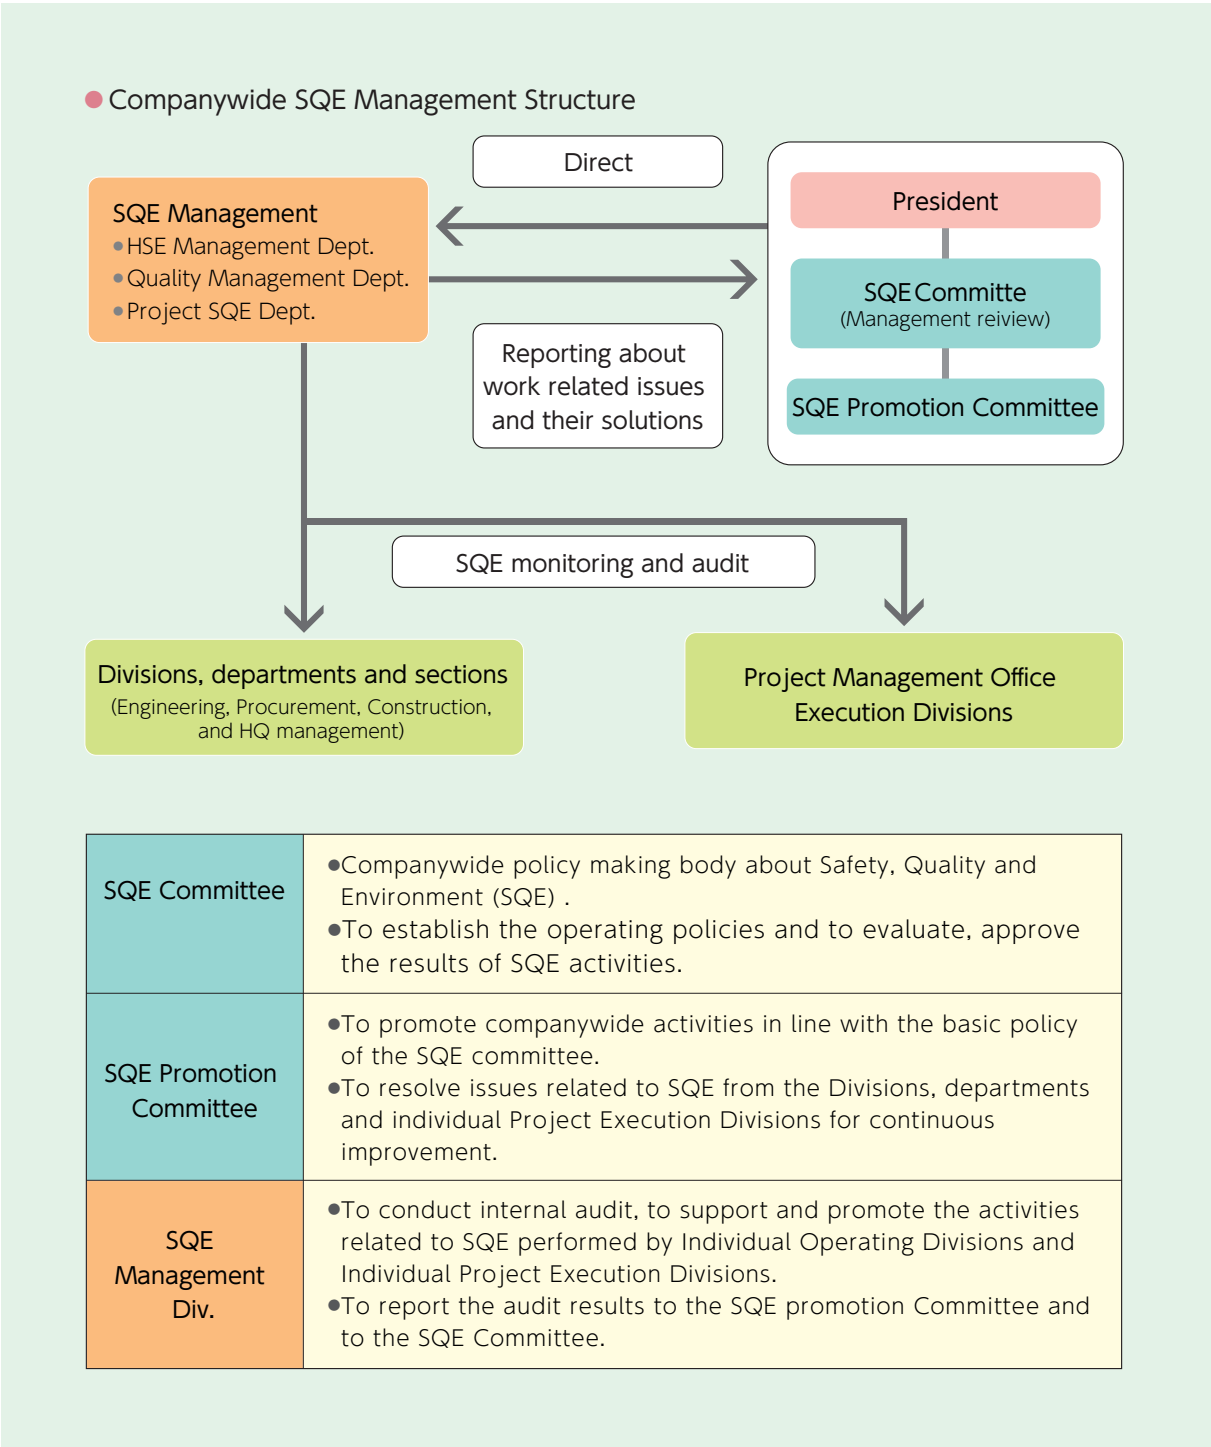 ● Companywide SQE Management Structure
Direct
SQE Management
● HSE Management Dept.
● Quality Management Dept.
● Project SQE Dept.
President
SQE Committe
(Management reiview)
SQE Promotion Committee
Reporting about
work related issues
and their solutions
SQE monitoring and audit
Divisions, departments and sections
(Engineering, Procurement, Construction,
and HQ management)
Project Management Office
Execution Divisions
SQE Committee
●Companywide policy making body about Safety, Quality and
Environment (SQE) .
●To establish the operating policies and to evaluate, approve
the results of SQE activities.
SQE Promotion
Committee
●To promote companywide activities in line with the basic policy
of the SQE committee.
●To resolve issues related to SQE from the Divisions, departments
and individual Project Execution Divisions for continuous
improvement.
SQE
Management
Div.
●To conduct internal audit, to support and promote the activities
related to SQE performed by Individual Operating Divisions and
Individual Project Execution Divisions.
●To report the audit results to the SQE promotion Committee and
to the SQE Committee.